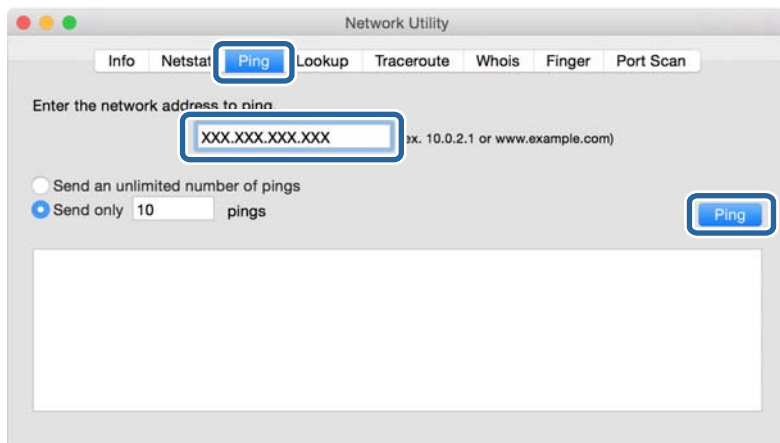 Network Utility
Info Netstat Ping Lookup Traceroute Whois Finger Port Scan
Enter the network address to ping.
XXX.XXX.XXX.XXX ex. 10.0.2.1 or www.example.com)
Send an unlimited number of pings
Send only 10 pings
Ping